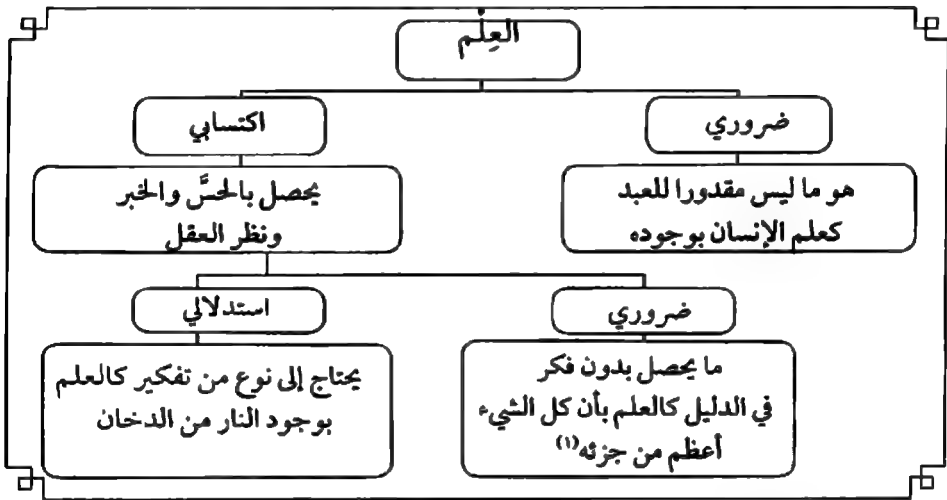 العِلْم
ضروري
اكتسابي
هو ما ليس مقدورا للعبد
كعلم الإنسان بوجوده
يحصل بالحسَّ والخبر
ونظر العقل
ضروري
استدلالي
ما يحصل بدون فكر
في الدليل كالعلم بأن كل الشيء
أعظم من جزئه(١)
يحتاج إلى نوع من تفكير كالعلم
بوجود النار من الدخان